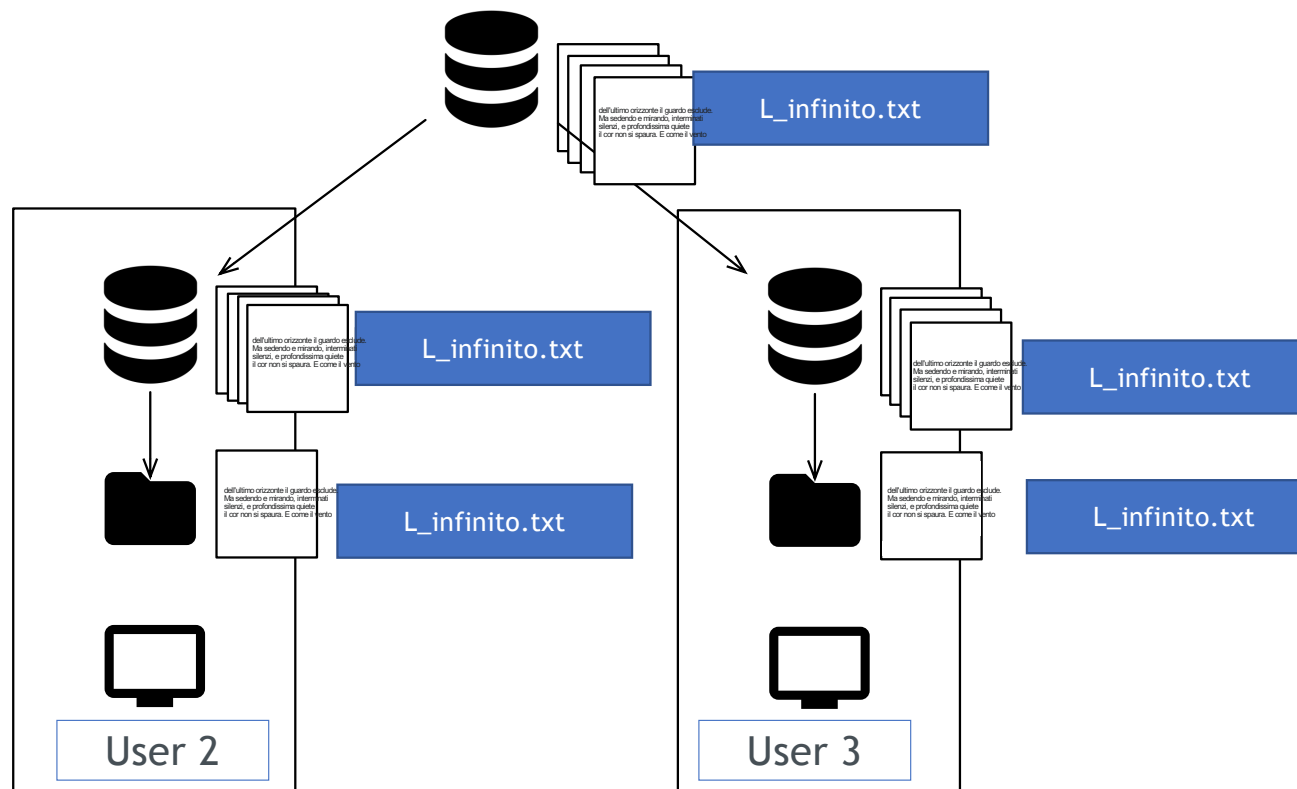 dell'ultimo orizzonte il guardo esclude.
Ma sedendo e mirando, interminati
silenzi, e profondissima quiete
il cor non si spaura. E come il vento
L_infinito.txt
dell'ultimo orizzonte il guardo esclude.
Ma sedendo e mirando, interminati
silenzi, e profondissima quiete
il cor non si spaura. E come il vento
L_infinito.txt
dell'ultimo orizzonte il guardo esclude.
Ma sedendo e mirando, interminati
silenzi, e profondissima quiete
il cor non si spaura. E come il vento
L_infinito.txt
dell'ultimo orizzonte il guardo esclude.
Ma sedendo e mirando, interminati
silenzi, e profondissima quiete
il cor non si spaura. E come il vento
L_infinito.txt
dell'ultimo orizzonte il guardo esclude.
Ma sedendo e mirando, interminati
silenzi, e profondissima quiete
il cor non si spaura. E come il vento
L_infinito.txt
User 2
User 3